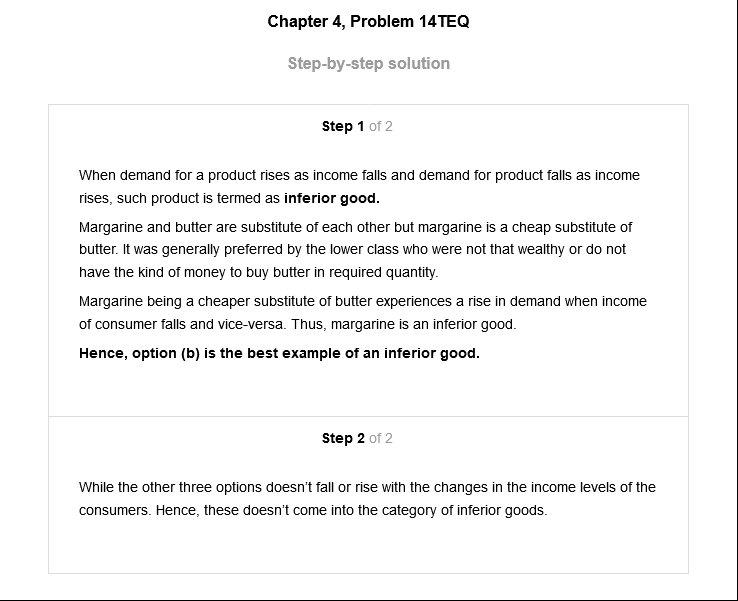 Chapter 4, Problem 14TEQ
Step-by-step solution
Step 1 of 2
When demand for a product rises as income falls and demand for product falls as income
rises, such product is termed as inferior good.
Margarine and butter are substitute of each other but margarine is a cheap substitute of
butter. It was generally preferred by the lower class who were not that wealthy or do not
have the kind of money to buy butter in required quantity.
Margarine being a cheaper substitute of butter experiences a rise in demand when income
of consumer falls and vice-versa. Thus, margarine is an inferior good.
Hence, option (b) is the best example of an inferior good.
Step 2 of 2
While the other three options doesn't fall or rise with the changes in the income levels of the
consumers. Hence, these doesn't come into the category of inferior goods.